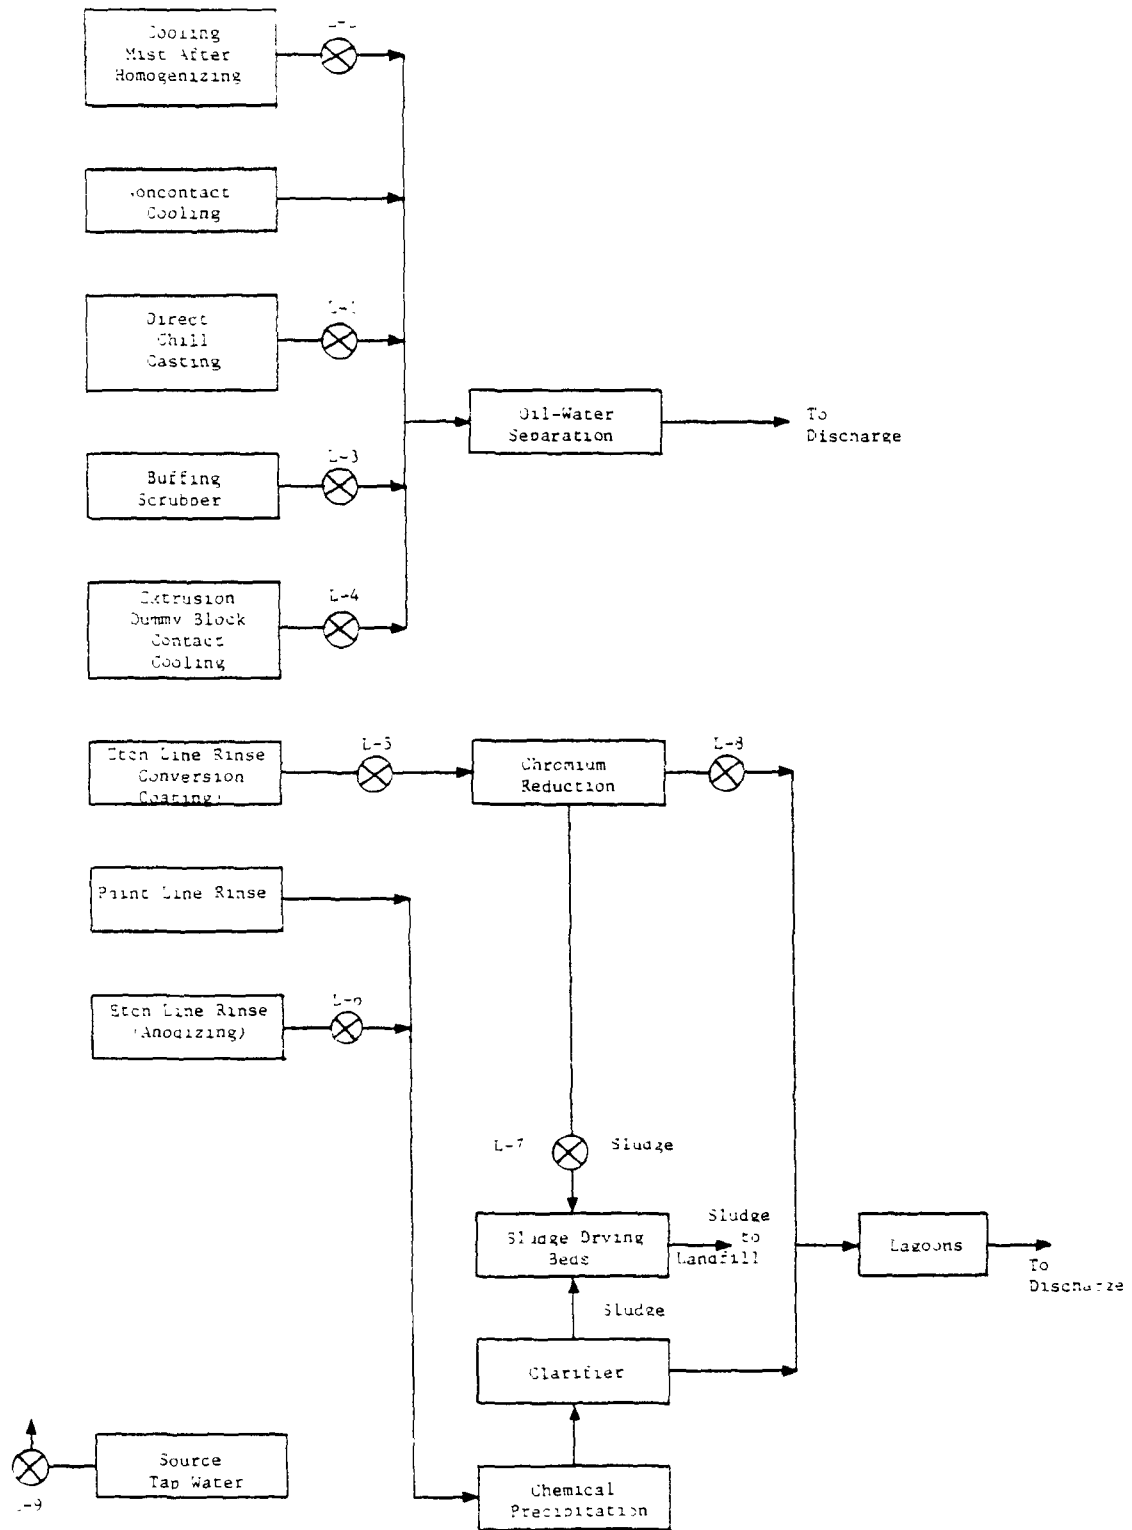 Cooling
Mist After
Homogenizing
Noncontact
Cooling
Direct
Chill
Casting
Oil-Water
Separation
To
Discharge
L-3
Buffing
Scrubber
L-4
Extrusion
Dummy Block
Contact
Cooling
L-5
L-8
Etch Line Rinse
Conversion
Coating)
Chromium
Reduction
Paint Line Rinse
L-6
Etch Line Rinse
(Anodizing)
L-7
Sludge
Sludge Drying
Beds
Sludge
to
Landfill
Lagoons
To
Discharge
Sludge
Clarifier
Source
Tap Water
L-9
Chemical
Precipitation